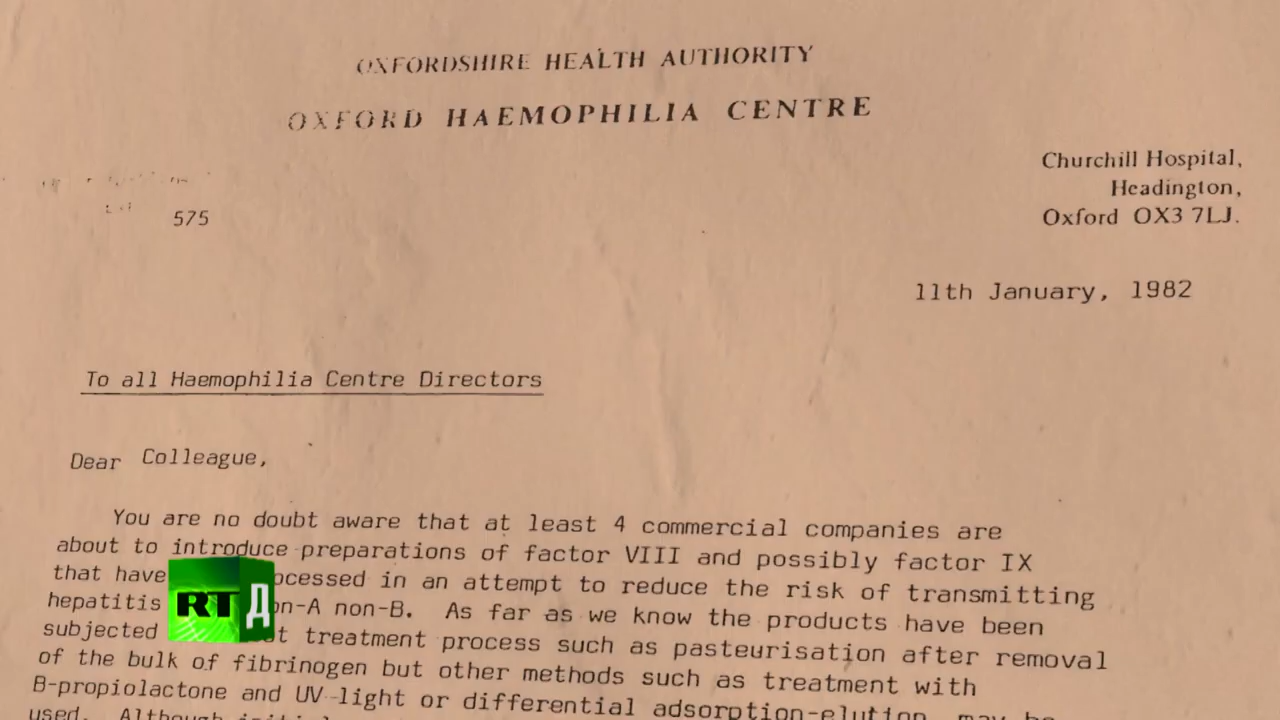 OXFORDSHIRE HEALTH AUTHORITY
OXFORD HAEMOPHILIA CENTRE
Churchill Hospital,
Headington,
Oxford OX3 7LJ.
575
11th January, 1982
To all Haemophilia Centre Directors
Dear Colleague,
You are no doubt aware that at least 4 commercial companies are
about to introduce preparations of factor VIII and possibly factor IX
that have ocessed in an attempt to reduce the risk of transmitting
hepatitis on-A non-B. As far as we know the products have been
subjected t treatment process such as pasteurisation after removal
of the bulk of fibrinogen but other methods such as treatment with
B-propiolactone and UV-light or differential adsorption-elution may be
used. Although
RT Д